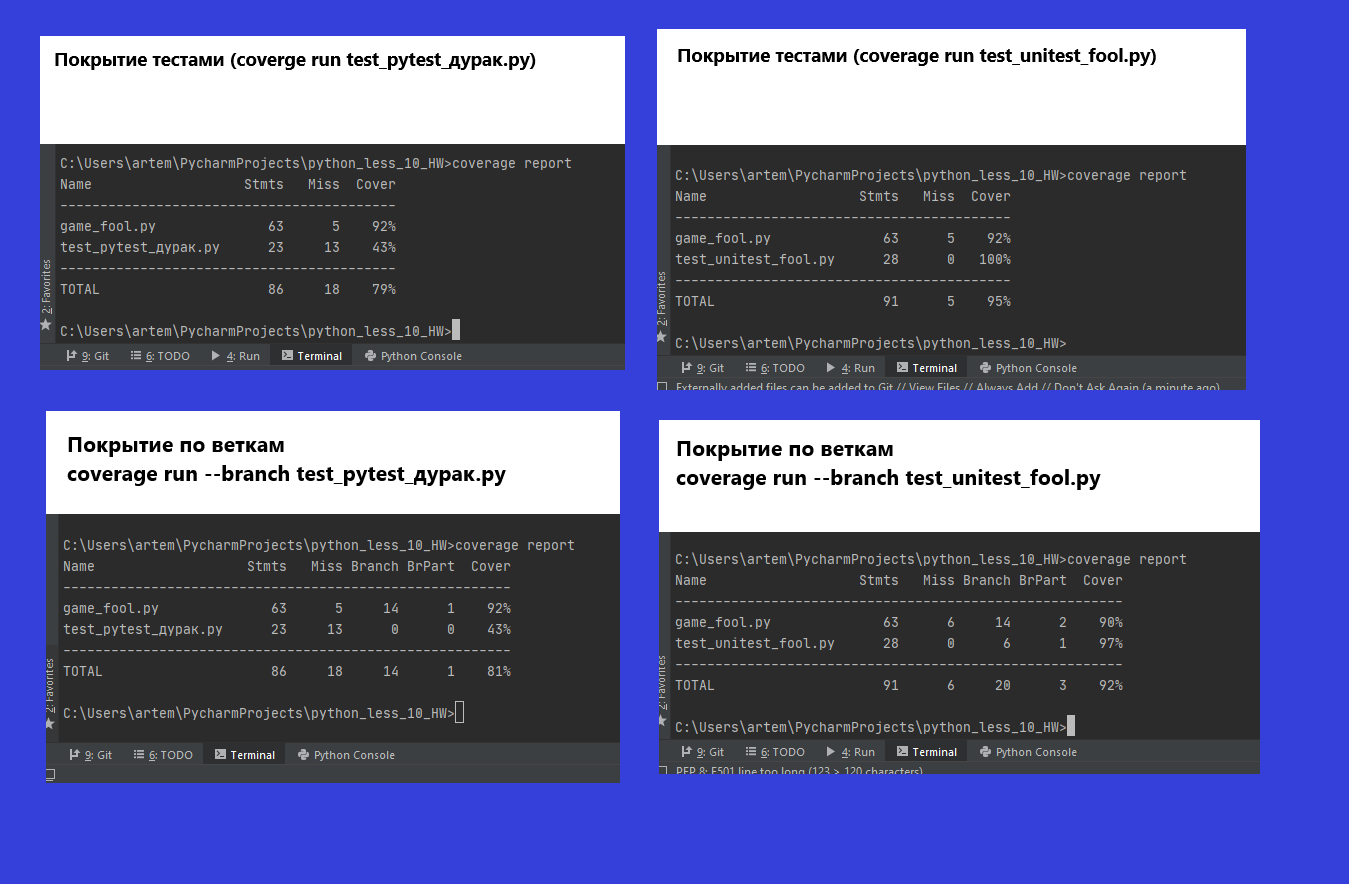 Покрытие тестами (coverge run test_pytest_дурак.py)
C:\Users\artem\PycharmProjects\python_less_10_HW>coverage report
Name Stmts Miss Cover
-----------------------------------------
game_fool.py 63 5 92%
test_pytest_дурак.py 23 13 43%
-----------------------------------------
TOTAL 86 18 79%
C:\Users\artem\PycharmProjects\python_less_10_HW>
2: Favorites
9: Git 6: TODO 4: Run Terminal Python Console
Покрытие тестами (coverage run test_unitest_fool.py)
C:\Users\artem\PycharmProjects\python_less_10_HW>coverage report
Name Stmts Miss Cover
-----------------------------------------
game_fool.py 63 5 92%
test_unitest_fool.py 28 0 100%
-----------------------------------------
TOTAL 91 5 95%
C:\Users\artem\PycharmProjects\python_less_10_HW>
2: Favorites
9: Git 6: TODO 4: Run Terminal Python Console
Externally added files can be added to Git // View Files // Always Add // Don't Ask Again (a minute ago)
Покрытие по веткам
coverage run --branch test_pytest_дурак.py
C:\Users\artem\PycharmProjects\python_less_10_HW>coverage report
Name Stmts Miss Branch BrPart Cover
--------------------------------------------------------
game_fool.py 63 5 14 1 92%
test_pytest_дурак.py 23 13 0 0 43%
--------------------------------------------------------
TOTAL 86 18 14 1 81%
C:\Users\artem\PycharmProjects\python_less_10_HW>
2: Favorites
9: Git 6: TODO 4: Run Terminal Python Console
Покрытие по веткам
coverage run --branch test_unitest_fool.py
C:\Users\artem\PycharmProjects\python_less_10_HW>coverage report
Name Stmts Miss Branch BrPart Cover
--------------------------------------------------------
game_fool.py 63 6 14 2 90%
test_unitest_fool.py 28 0 6 1 97%
--------------------------------------------------------
TOTAL 91 6 20 3 92%
C:\Users\artem\PycharmProjects\python_less_10_HW>
2: Favorites
9: Git 6: TODO 4: Run Terminal Python Console
PEP 8: E501 line too long (123 > 120 characters)